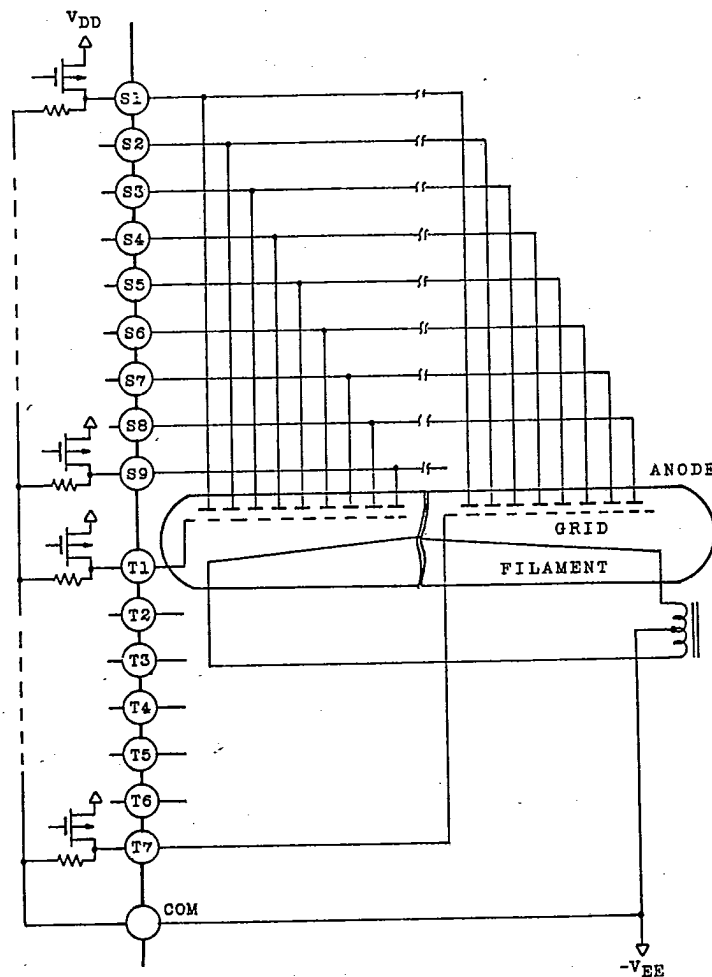 VDD
S1
S2
S3
S4
S5
S6
S7
S8
S9
ANODE
GRID
T1
FILAMENT
T2
T3
T4
T5
T6
T7
COM
-VEE